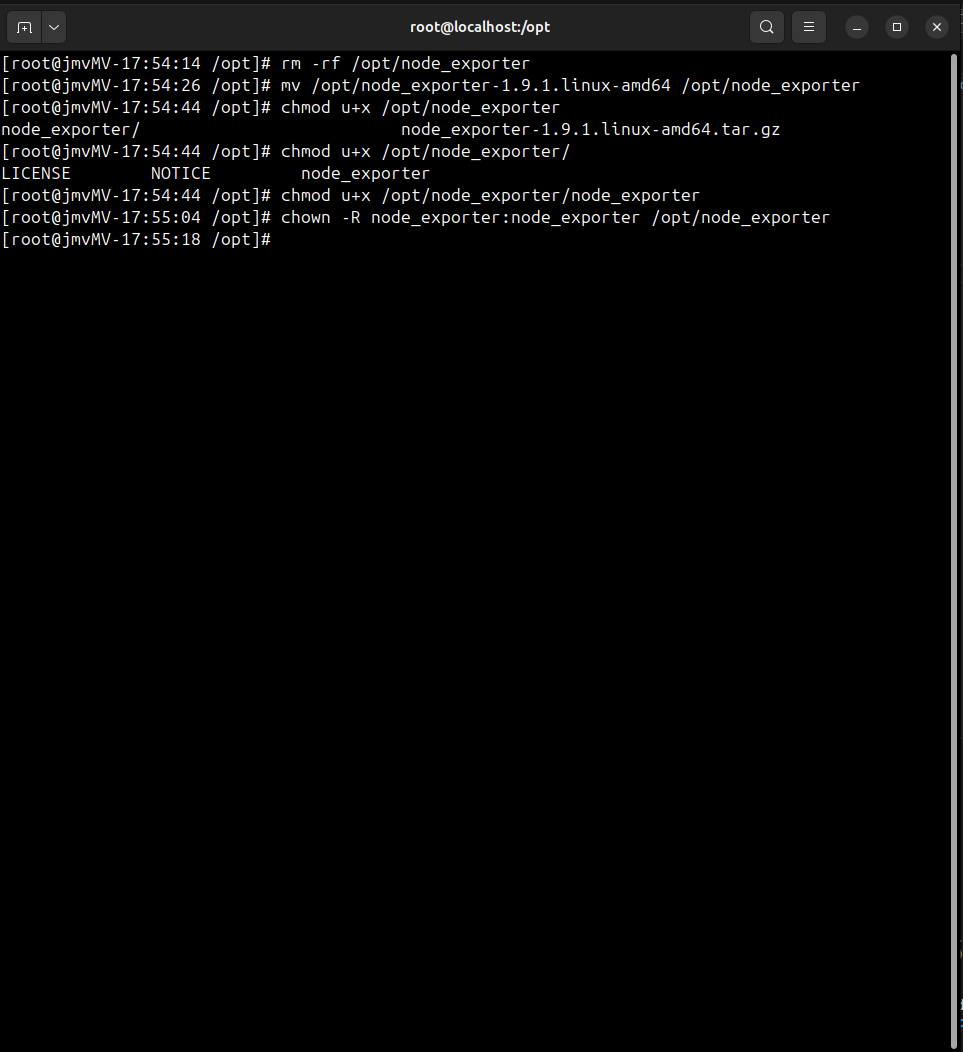 root@localhost:/opt
[root@jmvMV-17:54:14 /opt]# rm -rf /opt/node_exporter
[root@jmvMV-17:54:26 /opt]# mv /opt/node_exporter-1.9.1.linux-amd64 /opt/node_exporter
[root@jmvMV-17:54:44 /opt]# chmod u+x /opt/node_exporter
node_exporter/                          node_exporter-1.9.1.linux-amd64.tar.gz
[root@jmvMV-17:54:44 /opt]# chmod u+x /opt/node_exporter/
LICENSE        NOTICE         node_exporter
[root@jmvMV-17:54:44 /opt]# chmod u+x /opt/node_exporter/node_exporter
[root@jmvMV-17:55:04 /opt]# chown -R node_exporter:node_exporter /opt/node_exporter
[root@jmvMV-17:55:18 /opt]#